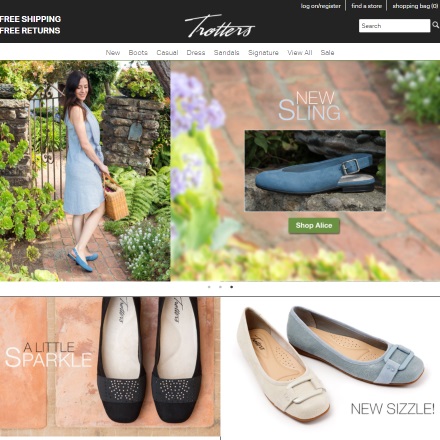 log on/register | find a store | shopping bag (0)
FREE SHIPPING
FREE RETURNS
Trotters
Search
New Boots Casual Dress Sandals Signature View All Sale
NEW
SLING
Shop Alice
A LITTLE
SPARKLE
Trotters Trotters
NEW SIZZLE!